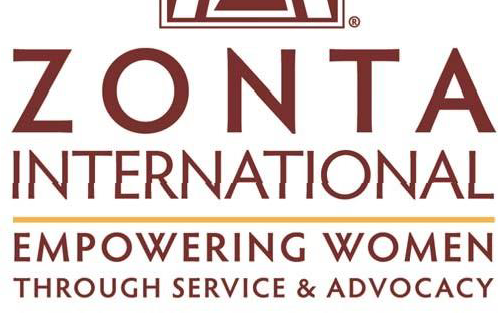 ®
ZONTA
INTERNATIONAL
EMPOWERING WOMEN
THROUGH SERVICE & ADVOCACY